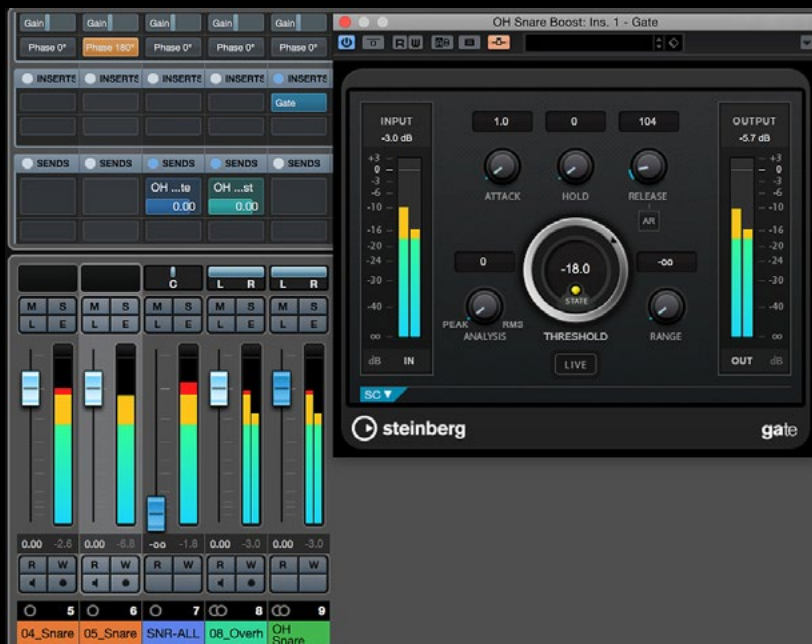 Gain Gain Gain Gain Gain
Phase 0° Phase 180° Phase 0° Phase 0° Phase 0°
INSERTS INSERTS INSERTS INSERTS INSERTS
Gate
SENDS SENDS SENDS SENDS SENDS
OH ...te OH ...st
0.00 0.00
C L R L R
M S M S M S M S M S
L E L E L E L E L E
0.00 -2.6 0.00 -6.8 -∞ -1.8 0.00 -3.0 0.00 -3.0
R W R W R W R W R W
5 6 7 8 9
04_Snare 05_Snare SNR-ALL 08_Overh OH Snare
OH Snare Boost: Ins. 1 - Gate
R W
INPUT
-3.0 dB
+3
0
-3
-6
-10
-16
-20
-24
-30
-40
∞
dB IN
1.0 0 104
ATTACK HOLD RELEASE
AR
0 -18.0 -∞
STATE
PEAK RMS
ANALYSIS THRESHOLD RANGE
LIVE
OUTPUT
-5.7 dB
+3
0
-3
-6
-10
-16
-20
-24
-30
-40
∞
OUT dB
SC ▼
steinberg
gate